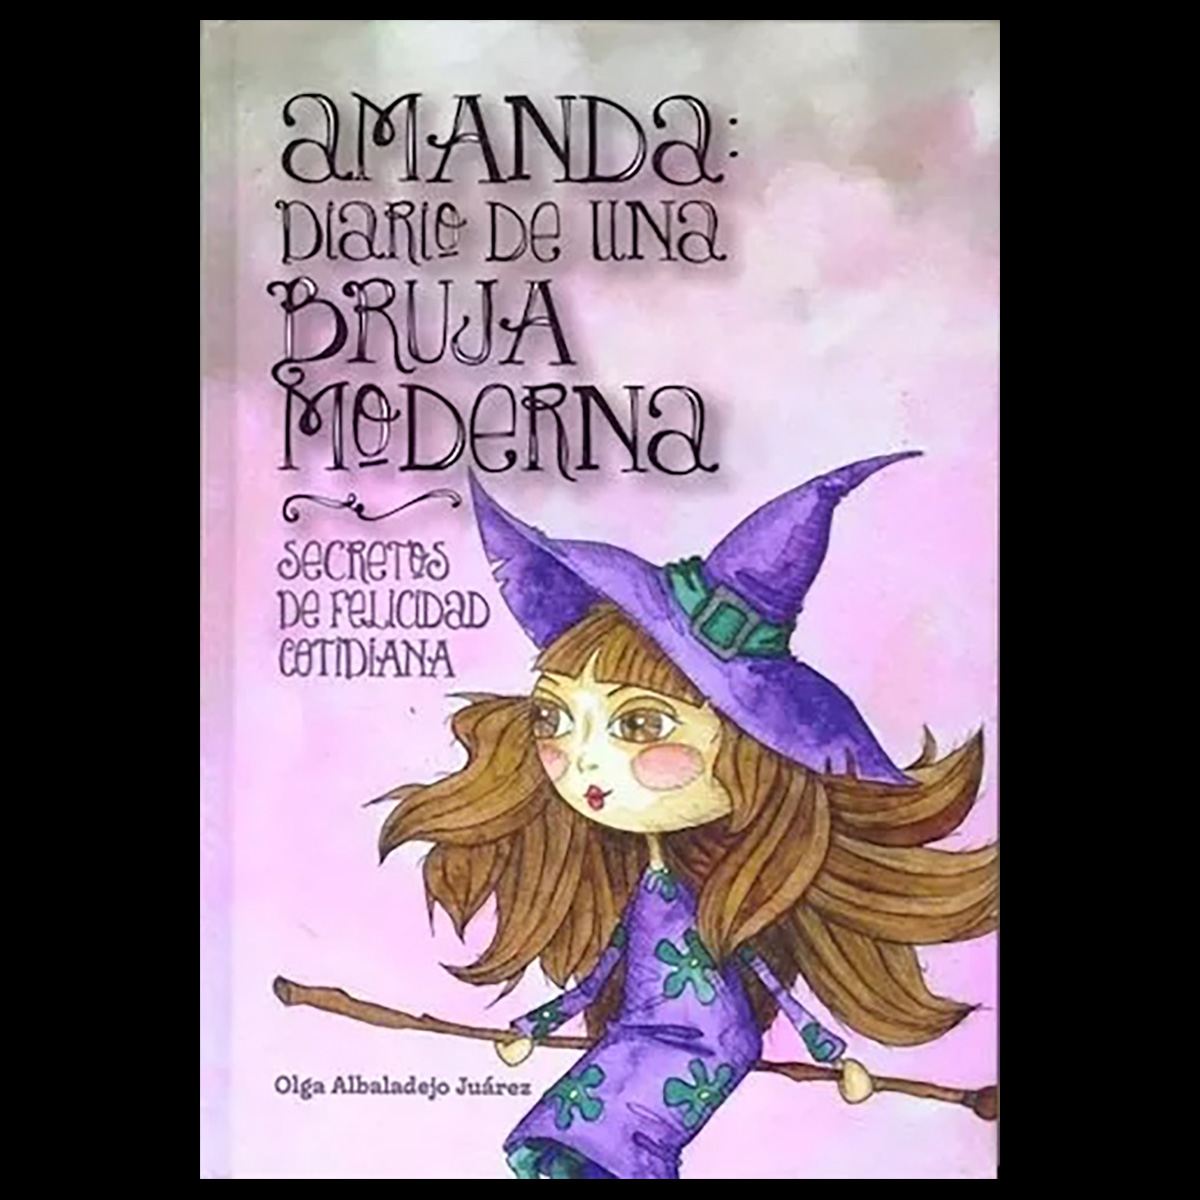 AMANDA:
DIARIO DE UNA
BRUJA
MODERNA
SECRETOS
DE FELICIDAD
COTIDIANA
Olga Albaladejo Juárez